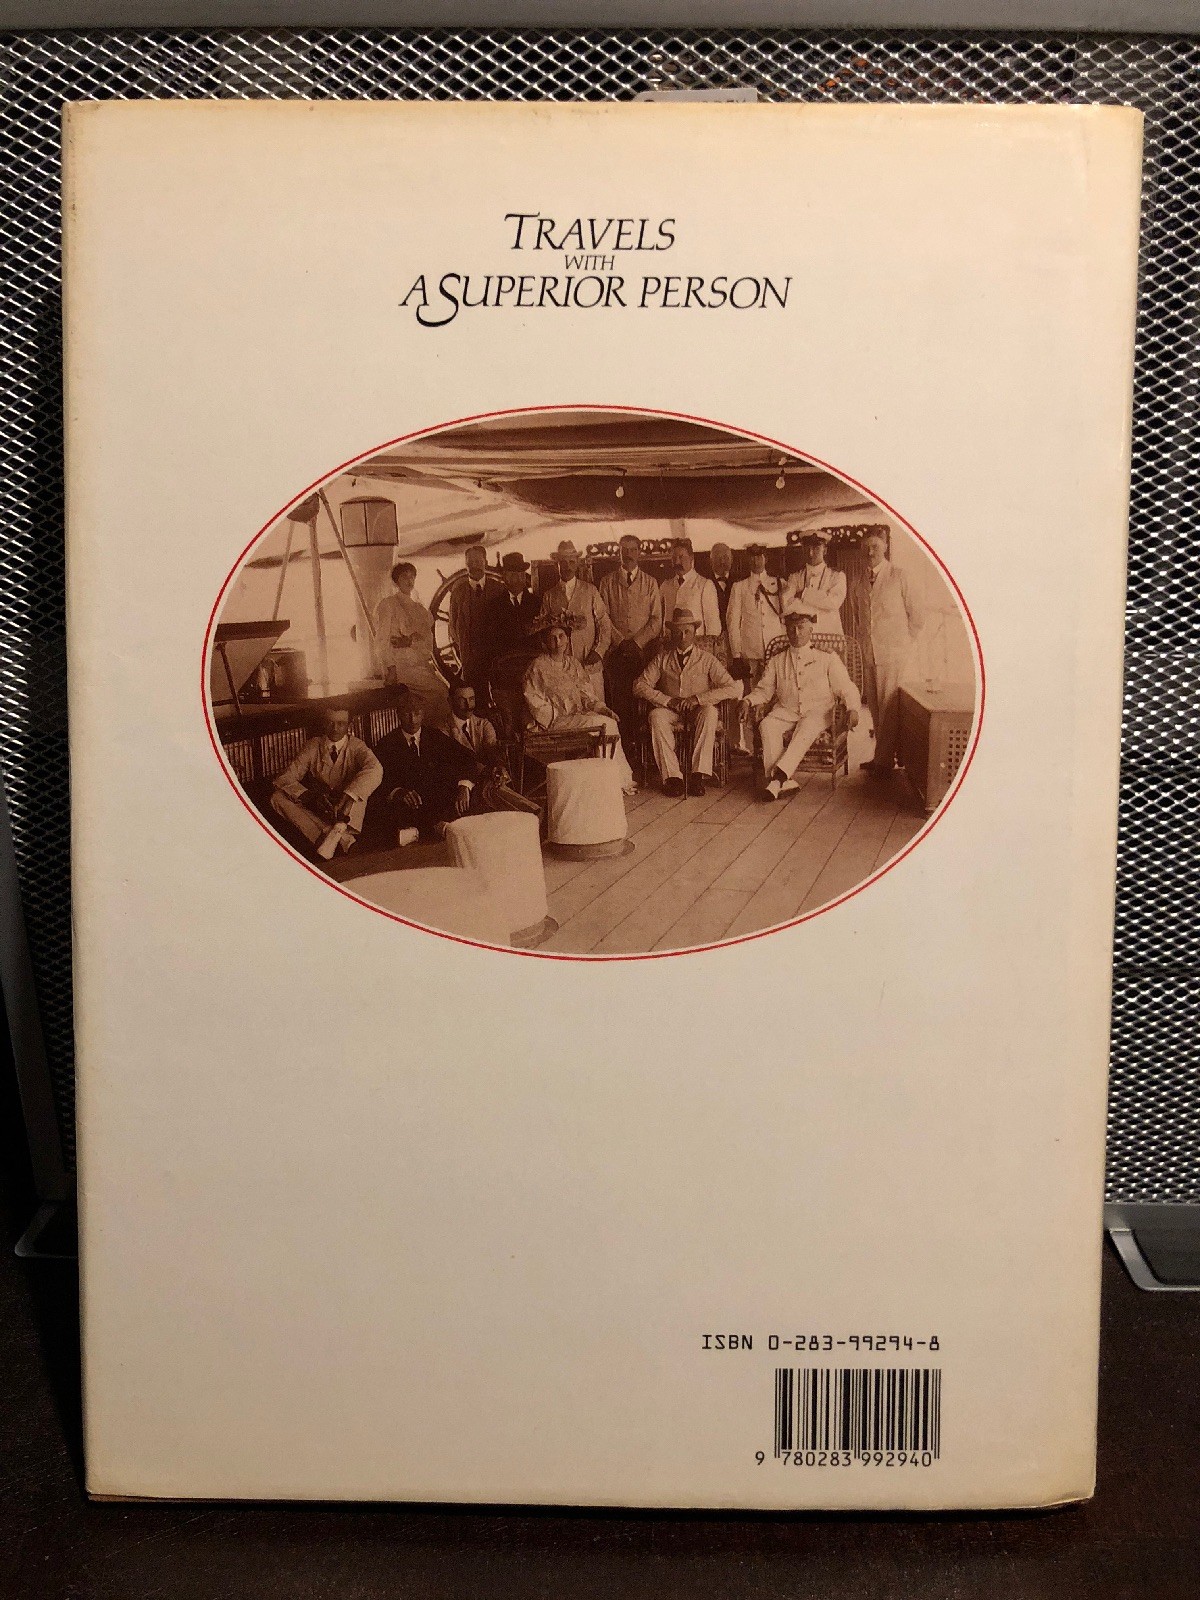 TRAVELS
WITH
A SUPERIOR PERSON
ISBN 0-283-99294-8
9 780283 992940